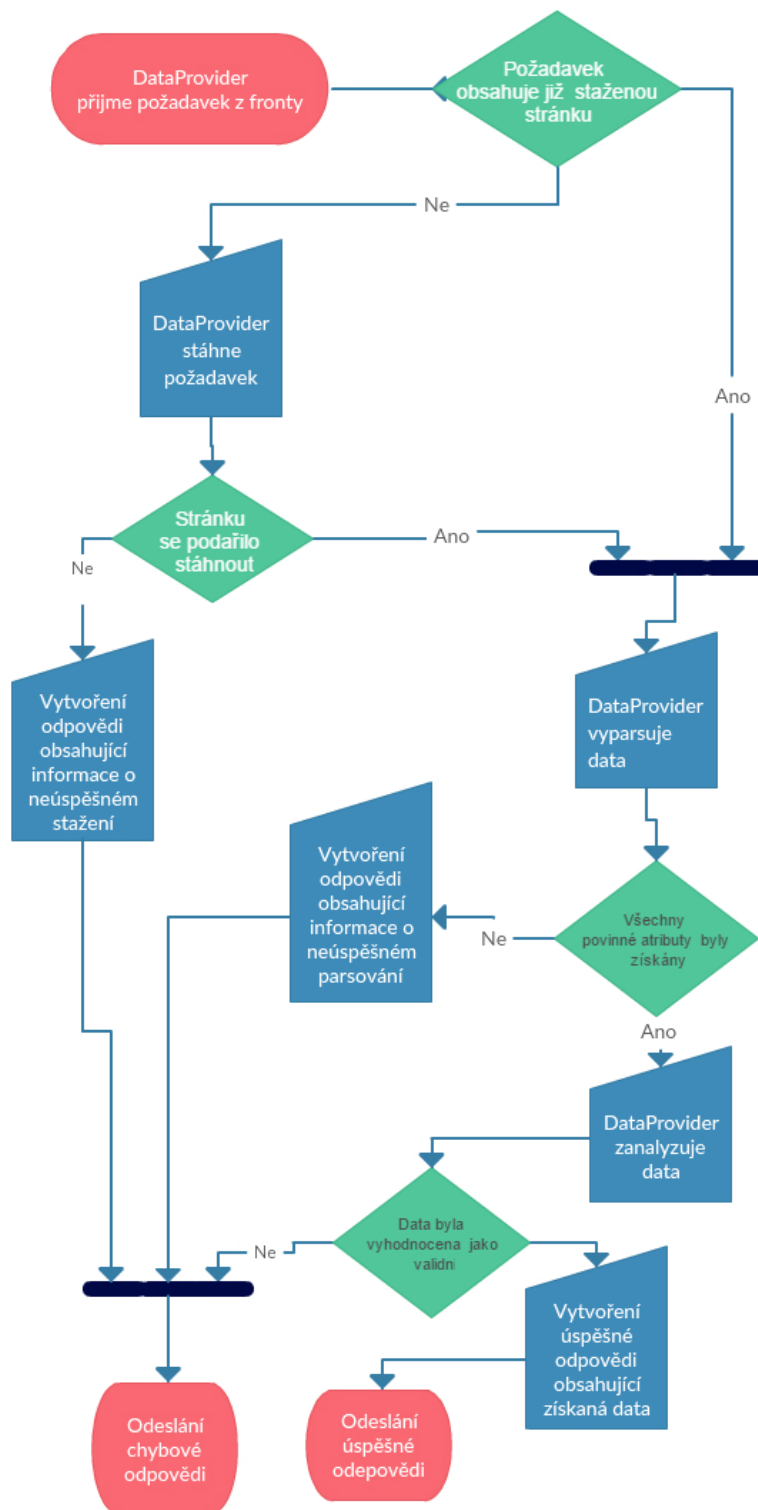 DataProvider
přijme požadavek z fronty
Požadavek
obsahuje již staženou
stránku
Ne
Ano
DataProvider
stáhne
požadavek
Stránku
se podařilo
stáhnout
Ne
Ano
Vytvoření
odpovědi
obsahující
informace o
neúspěšném
stažení
DataProvider
vyparsuje
data
Vytvoření
odpovědi
obsahující
informace o
neúspěšném
parsování
Ne
Všechny
povinné atributy byly
získány
Ano
DataProvider
zanalyzuje
data
Data byla
vyhodnocena jako
validní
Ne
Vytvoření
úspěšné
odpovědi
obsahující
získaná data
Odeslání
chybové
odpovědi
Odeslání
úspěšné
odepovědi